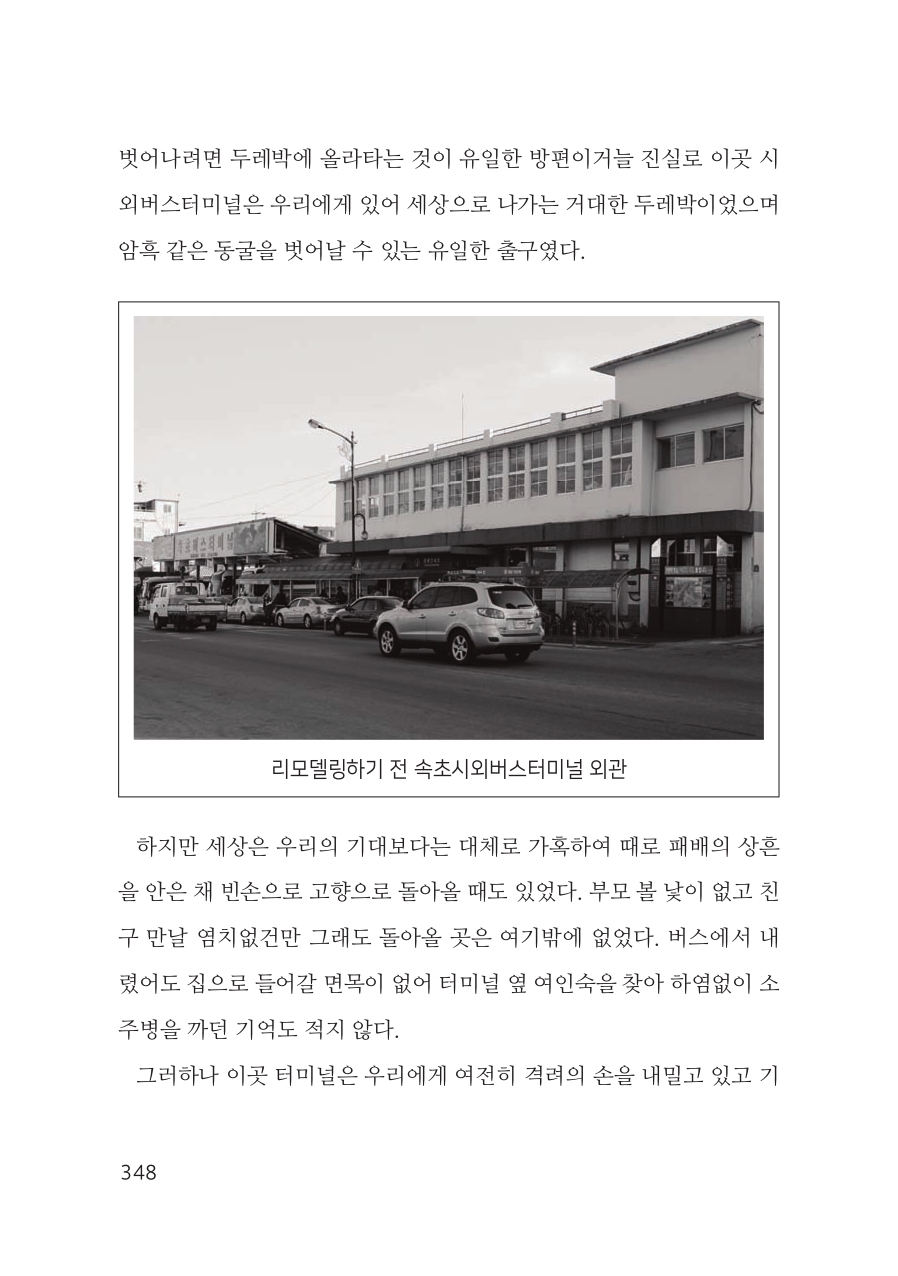 벗어나려면 두레박에 올라타는 것이 유일한 방편이거늘 진실로 이곳 시
외버스터미널은 우리에게 있어 세상으로 나가는 거대한 두레박이었으며
암흑 같은 동굴을 벗어날 수 있는 유일한 출구였다.
리모델링하기 전 속초시외버스터미널 외관
하지만 세상은 우리의 기대보다는 대체로 가혹하여 때로 패배의 상흔
을 안은 채 빈손으로 고향으로 돌아올 때도 있었다. 부모 볼 낯이 없고 친
구 만날 염치없건만 그래도 돌아올 곳은 여기밖에 없었다. 버스에서 내
렸어도 집으로 들어갈 면목이 없어 터미널 옆 여인숙을 찾아 하염없이 소
주병을 까던 기억도 적지 않다.
그러하나 이곳 터미널은 우리에게 여전히 격려의 손을 내밀고 있고 기
348